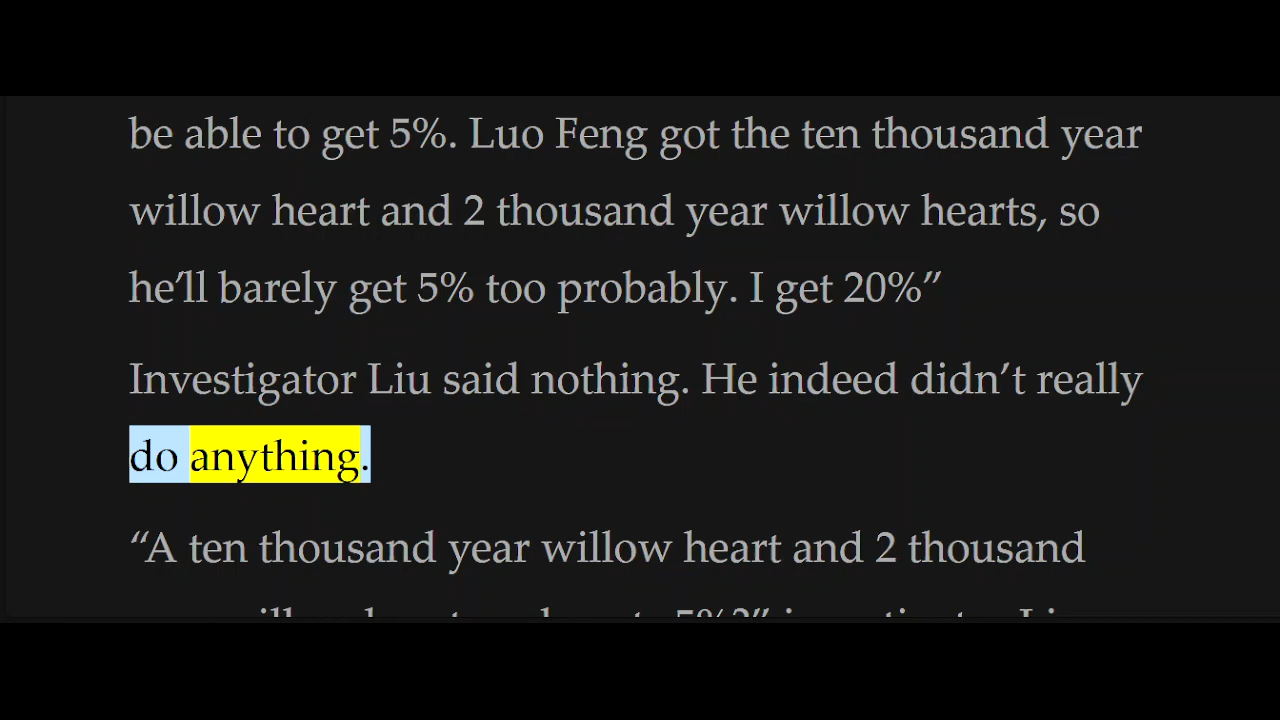 be able to get 5%. Luo Feng got the ten thousand year
willow heart and 2 thousand year willow hearts, so
he’ll barely get 5% too probably. I get 20%”
Investigator Liu said nothing. He indeed didn’t really
do anything.
“A ten thousand year willow heart and 2 thousand